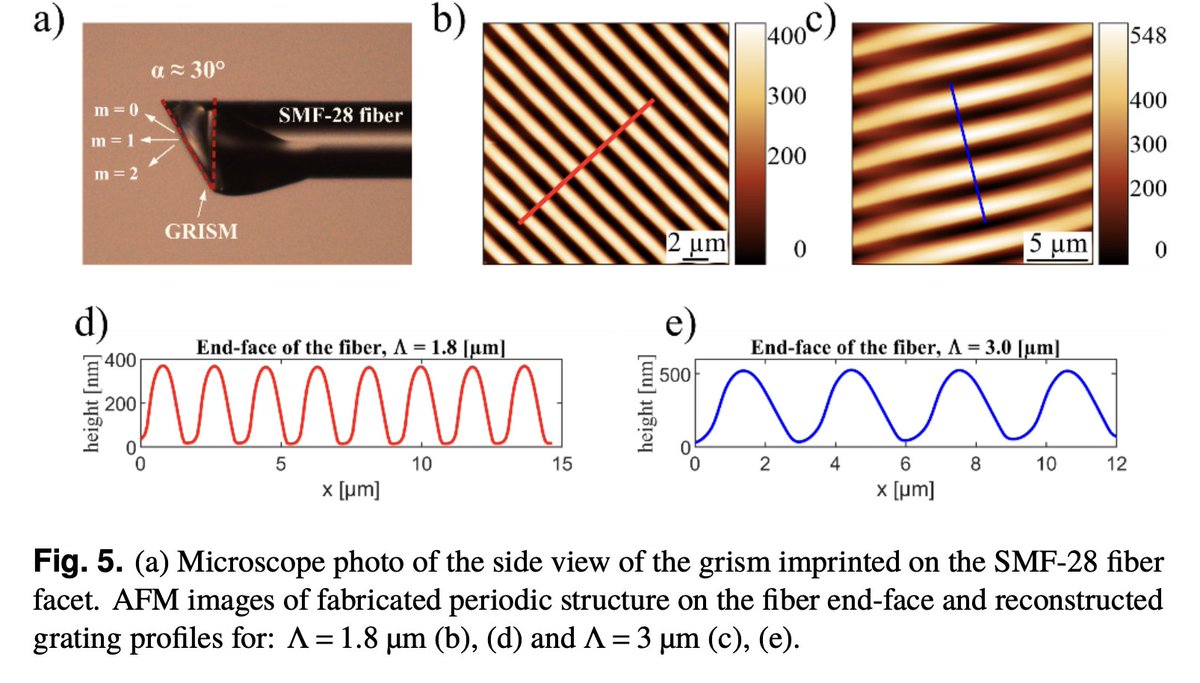 a)
α ≈ 30°
m = 0
m = 1
m = 2
SMF-28 fiber
GRISM
b)
400
300
200
0
2 µm
c)
548
400
300
200
0
5 µm
d)
End-face of the fiber, Λ = 1.8 [µm]
height [nm]
400
200
0
0
5
10
15
x [µm]
e)
End-face of the fiber, Λ = 3.0 [µm]
height [nm]
500
0
0
2
4
6
8
10
12
x [µm]
Fig. 5. (a) Microscope photo of the side view of the grism imprinted on the SMF-28 fiber
facet. AFM images of fabricated periodic structure on the fiber end-face and reconstructed
grating profiles for: Λ = 1.8 µm (b), (d) and Λ = 3 µm (c), (e).